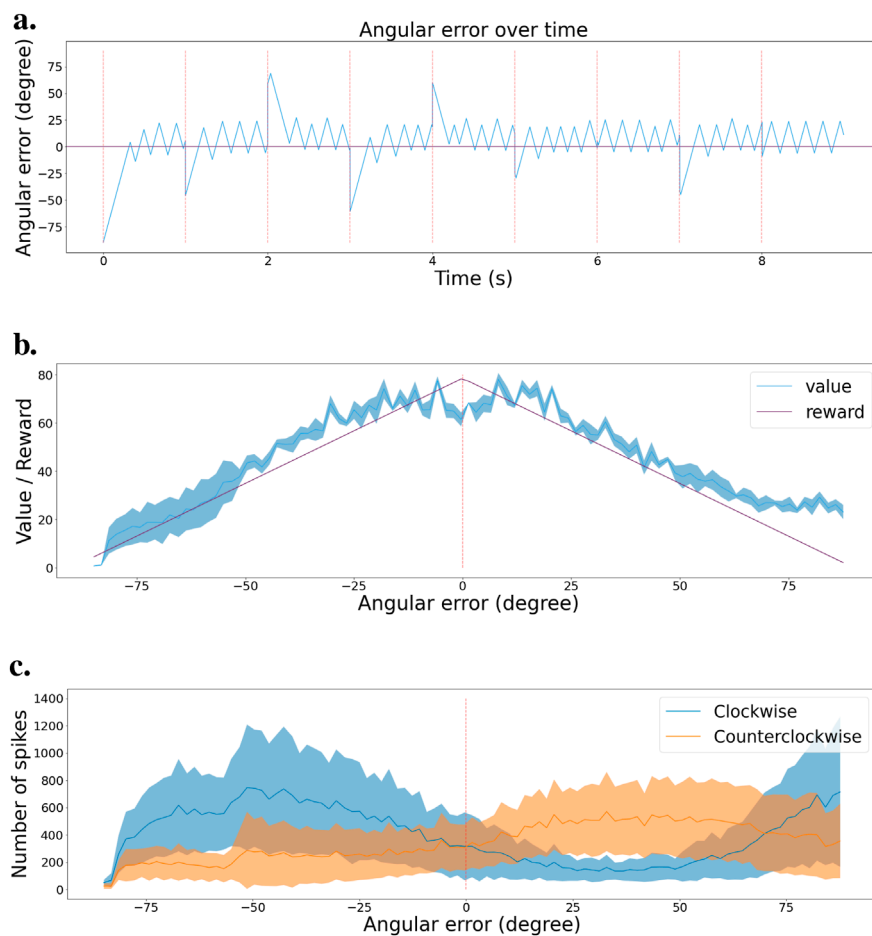 a.
Angular error over time
Angular error (degree)
75
50
25
0
−25
−50
−75
0
2
4
6
8
Time (s)
b.
Value / Reward
80
60
40
20
0
value
reward
−75
−50
−25
0
25
50
75
Angular error (degree)
c.
Number of spikes
1400
1200
1000
800
600
400
200
0
Clockwise
Counterclockwise
−75
−50
−25
0
25
50
75
Angular error (degree)